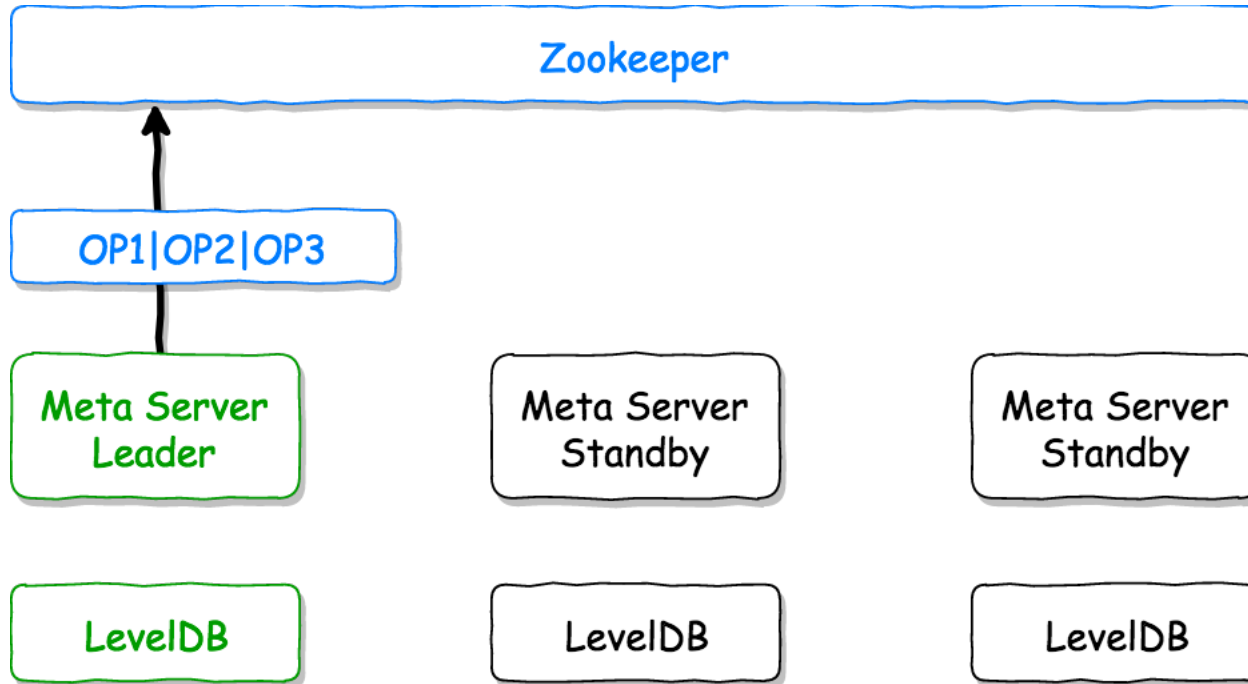 Zookeeper
OP1|OP2|OP3
Meta Server
Leader
Meta Server
Standby
Meta Server
Standby
LevelDB
LevelDB
LevelDB